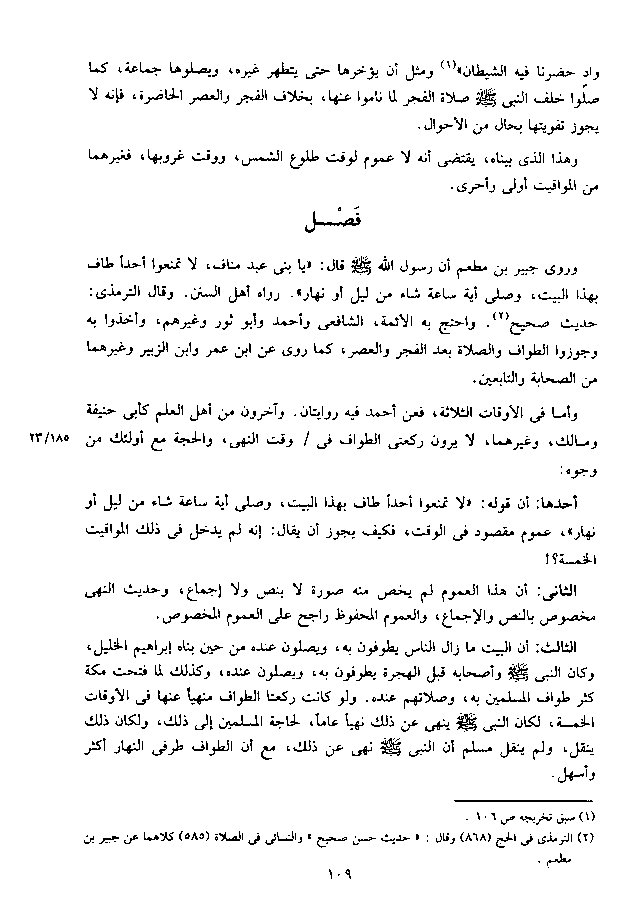 واد حضرنا فيه الشيطان»(١) ومثل أن يؤخرها حتى يتطهر غيره، ويصلوها جماعة، كما
صلّوا خلف النبى ﷺ صلاة الفجر لما ناموا عنها، بخلاف الفجر والعصر الحاضرة، فإنه لا
يجوز تفويتها بحال من الأحوال.
وهذا الذى بيناه، يقتضى أنه لا عموم لوقت طلوع الشمس، ووقت غروبها، فغيرهما
من المواقيت أولى وأحرى.
فَصْـــل
وروى جبير بن مطعم أن رسول الله ﷺ قال: «يا بنى عبد مناف، لا تمنعوا أحداً طاف
بهذا البيت، وصلى أية ساعة شاء من ليل أو نهار». رواه أهل السنن. وقال الترمذى:
حديث صحيح(٢). واحتج به الأئمة، الشافعى وأحمد وأبو ثور وغيرهم، وأخذوا به
وجوزوا الطواف والصلاة بعد الفجر والعصر، كما روى عن ابن عمر وابن الزبير وغيرهما
من الصحابة والتابعين.
وأما فى الأوقات الثلاثة، فعن أحمد فيه روايتان. وآخرون من أهل العلم كأبى حنيفة
ومالك، وغيرهما، لا يرون ركعتى الطواف فى / وقت النهى، والحجة مع أولئك من
٢٣/١٨٥
وجوه:
أحدها: أن قوله: «لا تمنعوا أحداً طاف بهذا البيت، وصلى أية ساعة شاء من ليل أو
نهار»، عموم مقصود فى الوقت، فكيف يجوز أن يقال: إنه لم يدخل فى ذلك المواقيت
الخمسة؟!
الثانى: أن هذا العموم لم يخص منه صورة لا بنص ولا إجماع، وحديث النهى
مخصوص بالنص والإجماع، والعموم المحفوظ راجح على العموم المخصوص.
الثالث: أن البيت ما زال الناس يطوفون به، ويصلون عنده من حين بناه إبراهيم الخليل،
وكان النبى ﷺ وأصحابه قبل الهجرة يطوفون به، ويصلون عنده، وكذلك لما فتحت مكة
كثر طواف المسلمين به، وصلاتهم عنده. ولو كانت ركعتا الطواف منهياً عنها فى الأوقات
الخمسة، لكان النبى ﷺ ينهى عن ذلك نهياً عاماً، لحاجة المسلمين إلى ذلك، ولكان ذلك
ينقل، ولم ينقل مسلم أن النبى ﷺ نهى عن ذلك، مع أن الطواف طرفى النهار أكثر
وأسهل.
(١) سبق تخريجه ص ١٠٦ .
(٢) الترمذى فى الحج (٨٦٨) وقال : « حديث حسن صحيح » والنسائى فى الصلاة (٥٨٥) كلاهما عن جبير بن
مطعم .
١٠٩